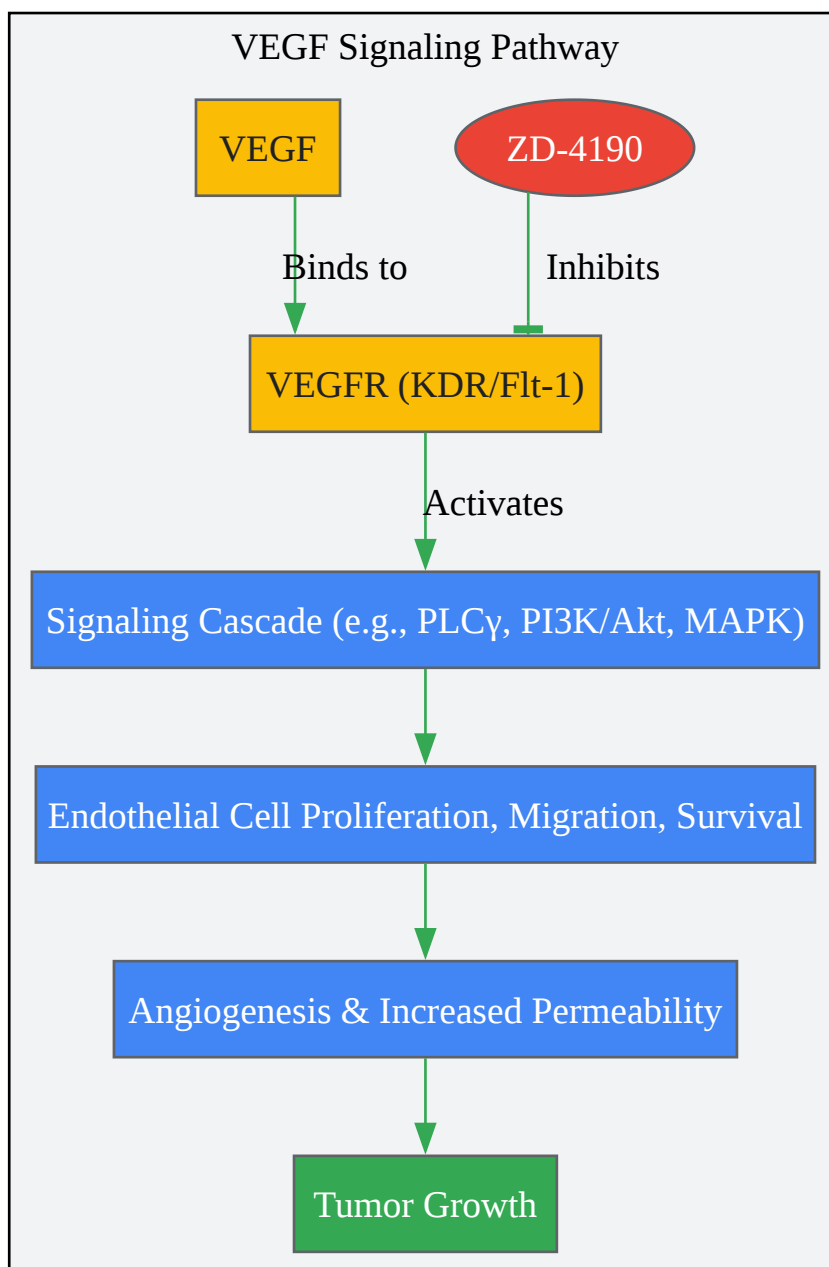 VEGF Signaling Pathway
VEGF
ZD-4190
Binds to
Inhibits
VEGFR (KDR/Flt-1)
Activates
Signaling Cascade (e.g., PLCγ, PI3K/Akt, MAPK)
Endothelial Cell Proliferation, Migration, Survival
Angiogenesis & Increased Permeability
Tumor Growth